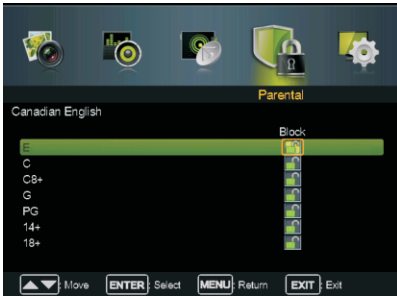 Parental
Canadian English
Block
E
C
C8+
G
PG
14+
18+
▲▼: Move ENTER: Select MENU: Return EXIT: Exit